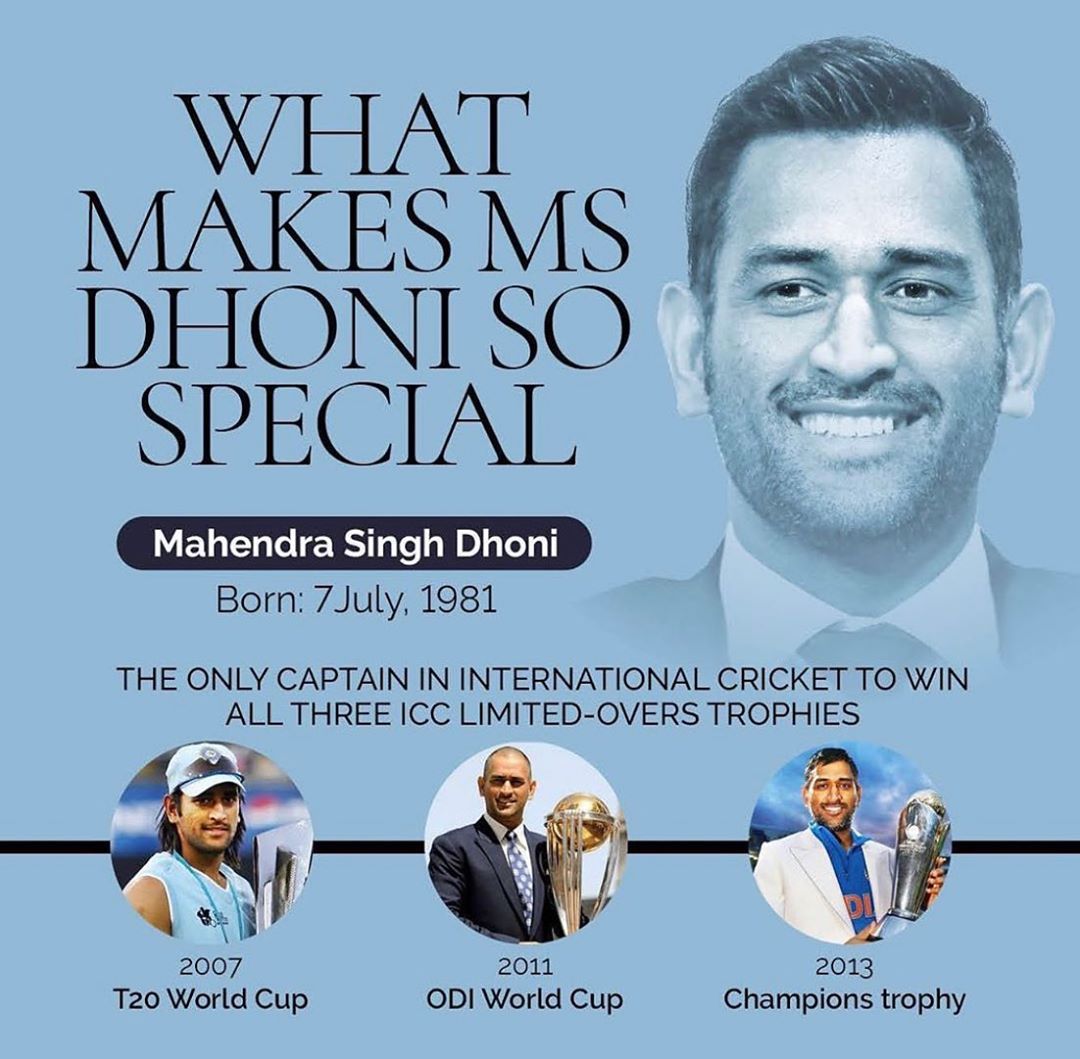 WHAT
MAKES MS
DHONI SO
SPECIAL
Mahendra Singh Dhoni
Born: 7July, 1981
THE ONLY CAPTAIN IN INTERNATIONAL CRICKET TO WIN
ALL THREE ICC LIMITED-OVERS TROPHIES
2007
T20 World Cup
2011
ODI World Cup
2013
Champions trophy